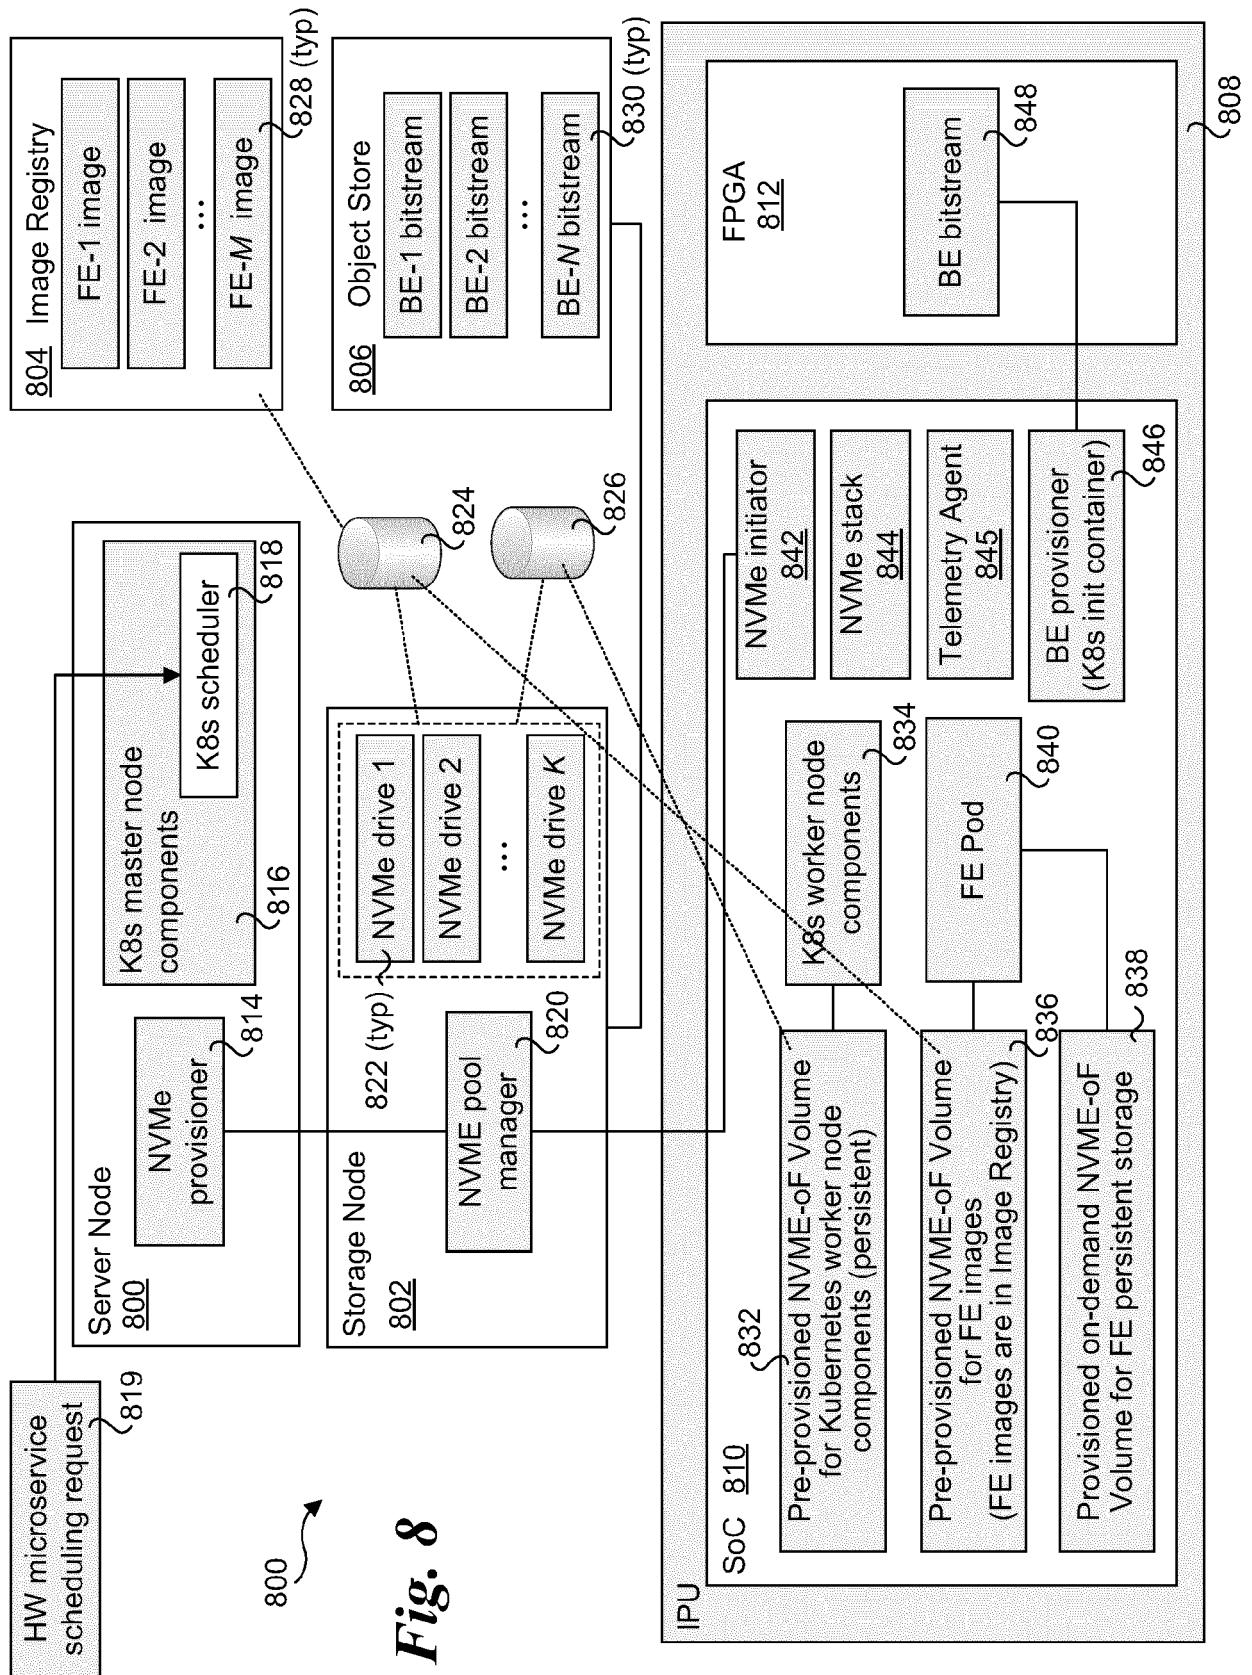 HW microservice
scheduling request
819
800
Fig. 8
Server Node
800
NVMe
provisioner
814
K8s master node
components
816
K8s scheduler
818
804 Image Registry
FE-1 image
FE-2 image
...
FE-M image
828 (typ)
Storage Node
802
NVME pool
manager
820
822 (typ)
NVMe drive 1
NVMe drive 2
...
NVMe drive K
824
826
806 Object Store
BE-1 bitstream
BE-2 bitstream
...
BE-N bitstream
830 (typ)
IPU
SoC 810
832
Pre-provisioned NVME-oF Volume
for Kubernetes worker node
components (persistent)
Pre-provisioned NVME-oF Volume
for FE images
(FE images are in Image Registry)
836
Provisioned on-demand NVME-oF
Volume for FE persistent storage
838
K8s worker node
components
834
FE Pod
840
NVMe initiator
842
NVMe stack
844
Telemetry Agent
845
BE provisioner
(K8s init container)
846
FPGA
812
BE bitstream
848
808